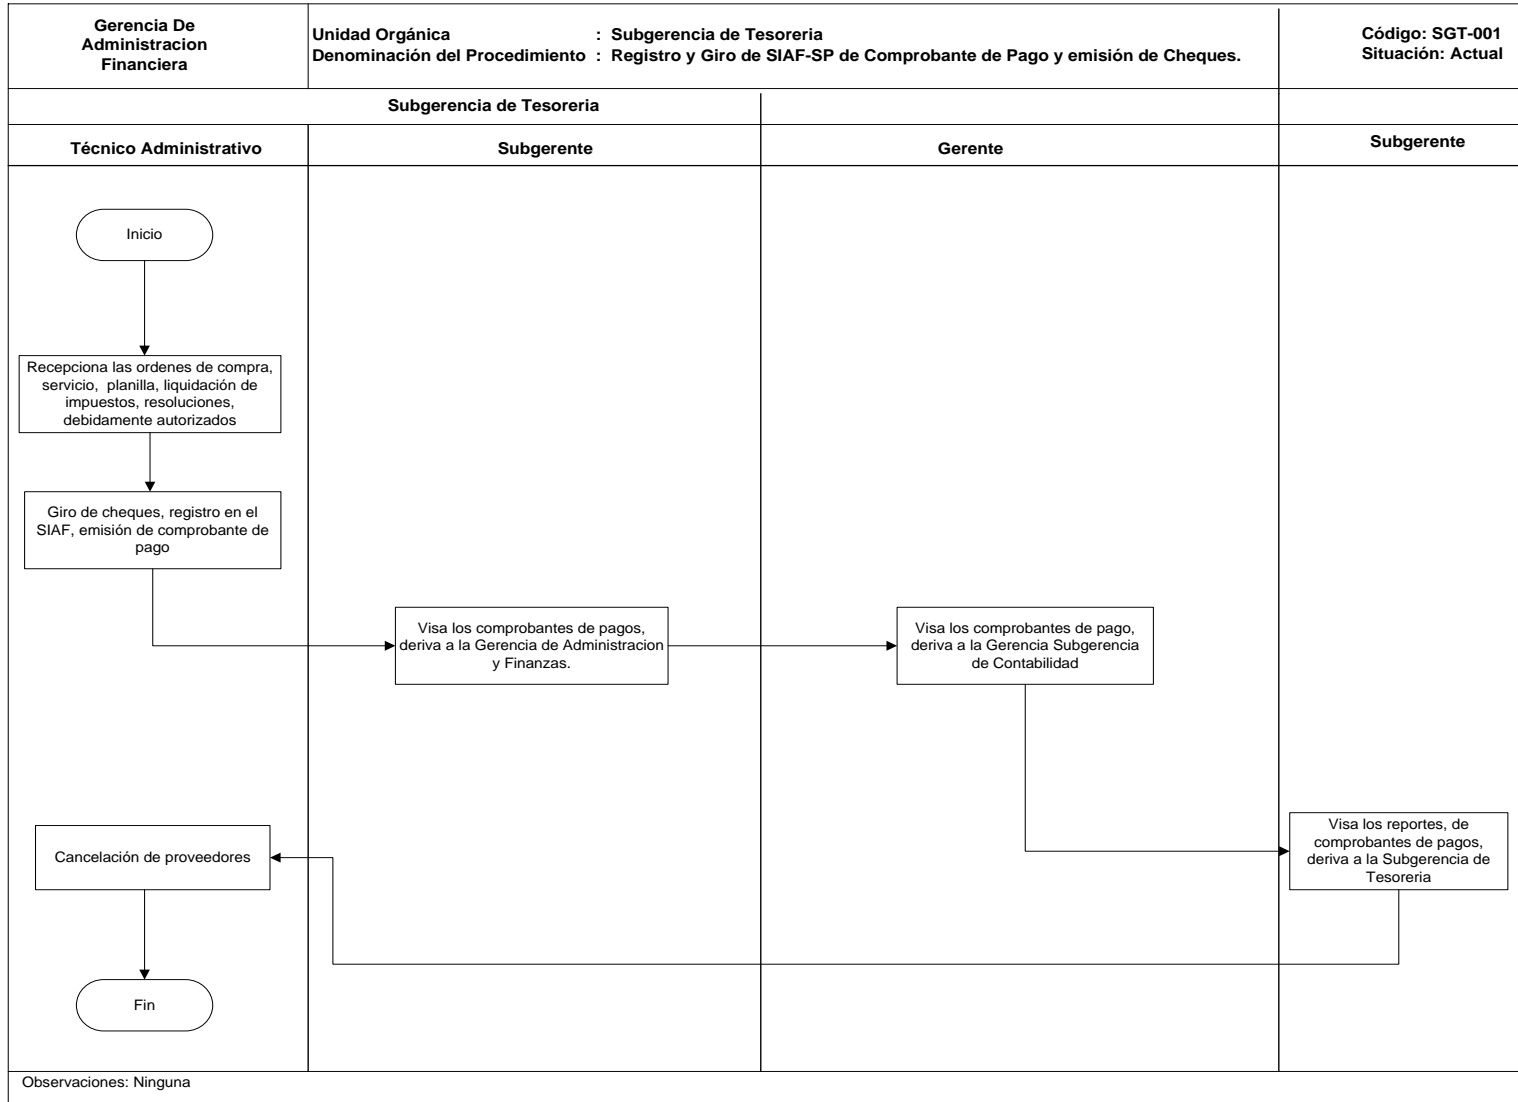 Gerencia De
Administracion
Financiera
Unidad Orgánica : Subgerencia de Tesoreria
Denominación del Procedimiento : Registro y Giro de SIAF-SP de Comprobante de Pago y emisión de Cheques.
Código: SGT-001
Situación: Actual
Subgerencia de Tesoreria
Técnico Administrativo
Subgerente
Gerente
Subgerente
Inicio
Recepciona las ordenes de compra,
servicio, planilla, liquidación de
impuestos, resoluciones,
debidamente autorizados
Giro de cheques, registro en el
SIAF, emisión de comprobante de
pago
Visa los comprobantes de pagos,
deriva a la Gerencia de Administracion
y Finanzas.
Visa los comprobantes de pago,
deriva a la Gerencia Subgerencia
de Contabilidad
Visa los reportes, de
comprobantes de pagos,
deriva a la Subgerencia de
Tesoreria
Cancelación de proveedores
Fin
Observaciones: Ninguna